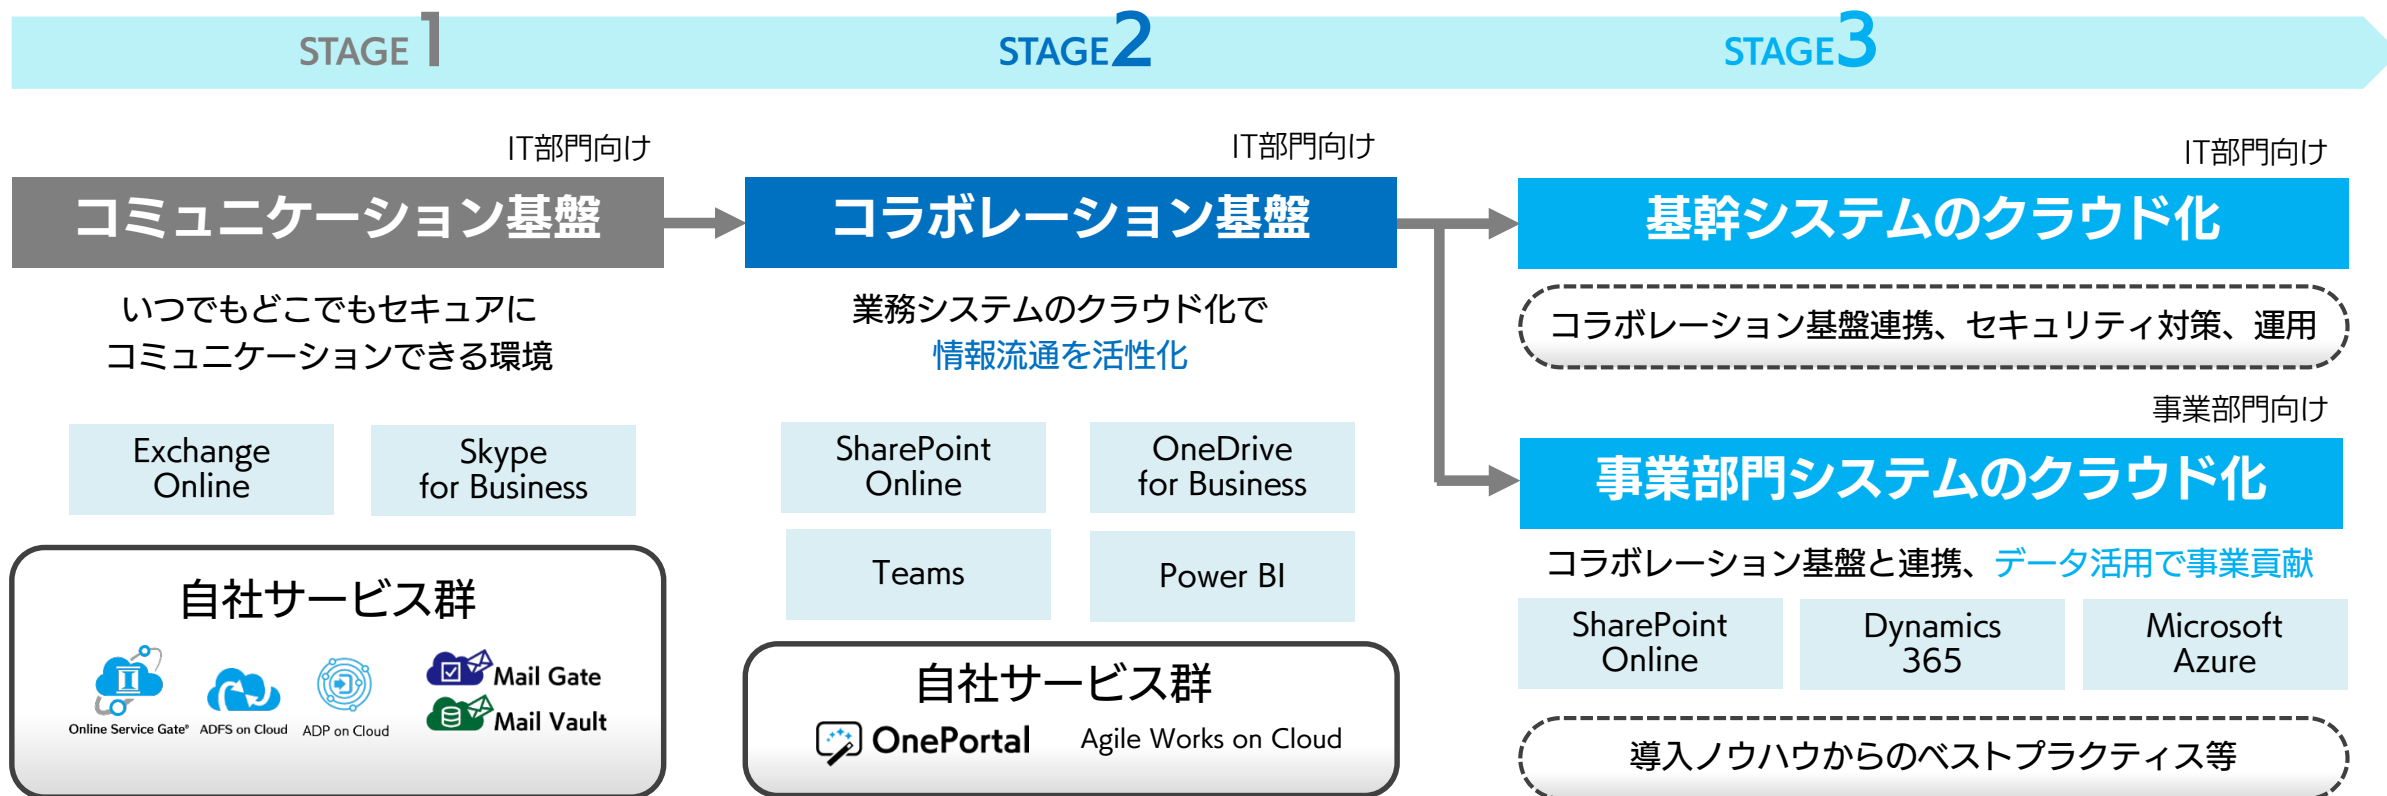 STAGE 1
STAGE 2
STAGE 3
IT部門向け
コミュニケーション基盤
いつでもどこでもセキュアに
コミュニケーションできる環境
Exchange
Online
Skype
for Business
自社サービス群
Online Service Gate®
ADFS on Cloud
ADP on Cloud
Mail Gate
Mail Vault
IT部門向け
コラボレーション基盤
業務システムのクラウド化で
情報流通を活性化
SharePoint
Online
OneDrive
for Business
Teams
Power BI
自社サービス群
OnePortal
Agile Works on Cloud
IT部門向け
基幹システムのクラウド化
コラボレーション基盤連携、セキュリティ対策、運用
事業部門向け
事業部門システムのクラウド化
コラボレーション基盤と連携、データ活用で事業貢献
SharePoint
Online
Dynamics
365
Microsoft
Azure
導入ノウハウからのベストプラクティス等